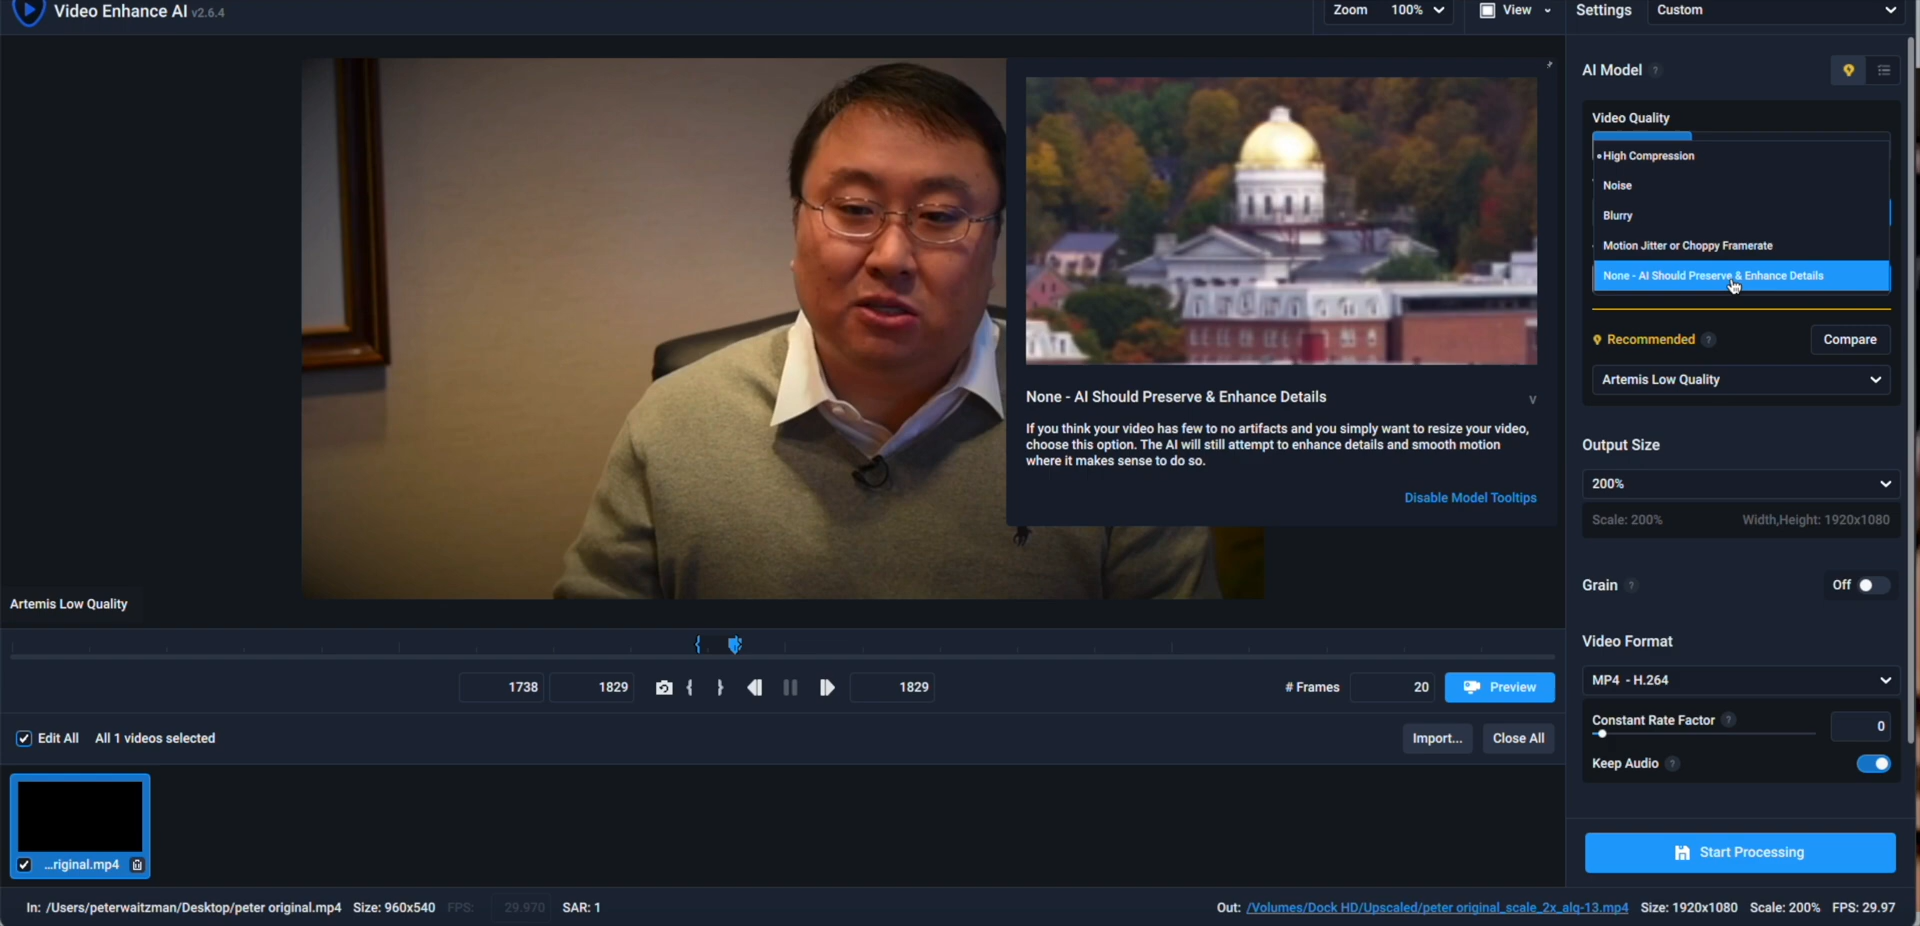 Video Enhance AI v2.6.4
Zoom 100%
View
Settings Custom
AI Model ?
Video Quality
High Compression
Noise
Blurry
Motion Jitter or Choppy Framerate
None - AI Should Preserve & Enhance Details
Recommended ?
Compare
Artemis Low Quality
Output Size
200%
Scale: 200% Width,Height: 1920x1080
Grain ? Off
Video Format
MP4 - H.264
Constant Rate Factor ? 0
Keep Audio ?
Start Processing
None - AI Should Preserve & Enhance Details
v
If you think your video has few to no artifacts and you simply want to resize your video,
choose this option. The AI will still attempt to enhance details and smooth motion
where it makes sense to do so.
Disable Model Tooltips
Artemis Low Quality
1738 1829 { } 1829
# Frames 20 Preview
Edit All All 1 videos selected
Import... Close All
...riginal.mp4
In: /Users/peterwaitzman/Desktop/peter original.mp4 Size: 960x540 FPS: 29.970 SAR: 1
Out: /Volumes/Dock HD/Upscaled/peter original_scale_2x_alq-13.mp4 Size: 1920x1080 Scale: 200% FPS: 29.97